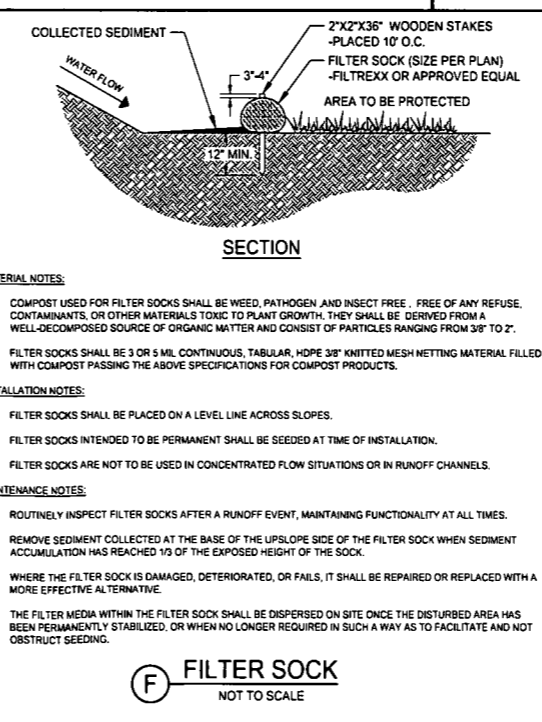 COLLECTED SEDIMENT
2"X2"X36" WOODEN STAKES
-PLACED 10' O.C.
FILTER SOCK (SIZE PER PLAN)
-FILTREXX OR APPROVED EQUAL
WATER FLOW
3"-4"
AREA TO BE PROTECTED
12" MIN.
SECTION
ERIAL NOTES:
COMPOST USED FOR FILTER SOCKS SHALL BE WEED, PATHOGEN AND INSECT FREE . FREE OF ANY REFUSE,
CONTAMINANTS, OR OTHER MATERIALS TOXIC TO PLANT GROWTH. THEY SHALL BE DERIVED FROM A
WELL-DECOMPOSED SOURCE OF ORGANIC MATTER AND CONSIST OF PARTICLES RANGING FROM 3/8" TO 2".
FILTER SOCKS SHALL BE 3 OR 5 MIL CONTINUOUS, TABULAR, HDPE 3/8" KNITTED MESH NETTING MATERIAL FILLED
WITH COMPOST PASSING THE ABOVE SPECIFICATIONS FOR COMPOST PRODUCTS.
TALLATION NOTES:
FILTER SOCKS SHALL BE PLACED ON A LEVEL LINE ACROSS SLOPES.
FILTER SOCKS INTENDED TO BE PERMANENT SHALL BE SEEDED AT TIME OF INSTALLATION.
FILTER SOCKS ARE NOT TO BE USED IN CONCENTRATED FLOW SITUATIONS OR IN RUNOFF CHANNELS.
NTENANCE NOTES:
ROUTINELY INSPECT FILTER SOCKS AFTER A RUNOFF EVENT, MAINTAINING FUNCTIONALITY AT ALL TIMES.
REMOVE SEDIMENT COLLECTED AT THE BASE OF THE UPSLOPE SIDE OF THE FILTER SOCK WHEN SEDIMENT
ACCUMULATION HAS REACHED 1/3 OF THE EXPOSED HEIGHT OF THE SOCK.
WHERE THE FILTER SOCK IS DAMAGED, DETERIORATED, OR FAILS, IT SHALL BE REPAIRED OR REPLACED WITH A
MORE EFFECTIVE ALTERNATIVE.
THE FILTER MEDIA WITHIN THE FILTER SOCK SHALL BE DISPERSED ON SITE ONCE THE DISTURBED AREA HAS
BEEN PERMANENTLY STABILIZED, OR WHEN NO LONGER REQUIRED IN SUCH A WAY AS TO FACILITATE AND NOT
OBSTRUCT SEEDING.
F FILTER SOCK
NOT TO SCALE